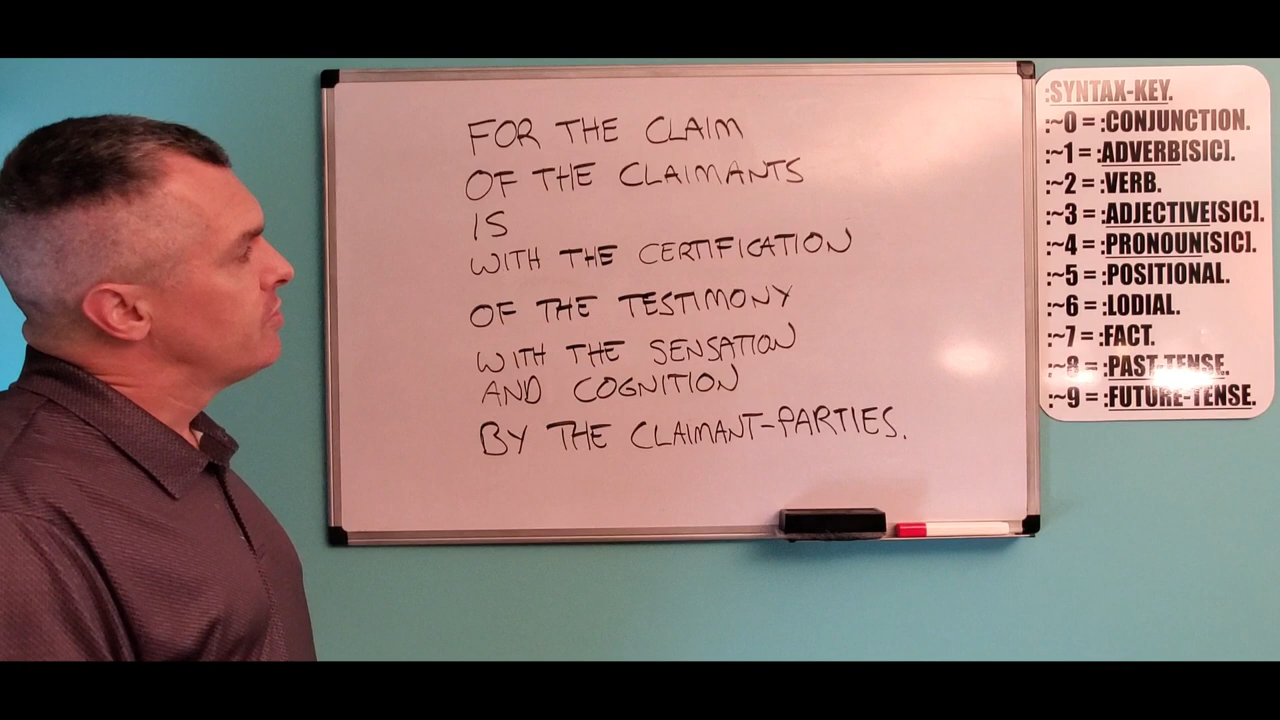 FOR THE CLAIM
OF THE CLAIMANTS
IS
WITH THE CERTIFICATION
OF THE TESTIMONY
WITH THE SENSATION
AND COGNITION
BY THE CLAIMANT-PARTIES.
:SYNTAX-KEY.
:~0 = :CONJUNCTION.
:~1 = :ADVERB[SIC].
:~2 = :VERB.
:~3 = :ADJECTIVE[SIC].
:~4 = :PRONOUN[SIC].
:~5 = :POSITIONAL.
:~6 = :LODIAL.
:~7 = :FACT.
:~8 = :PAST-TENSE.
:~9 = :FUTURE-TENSE.